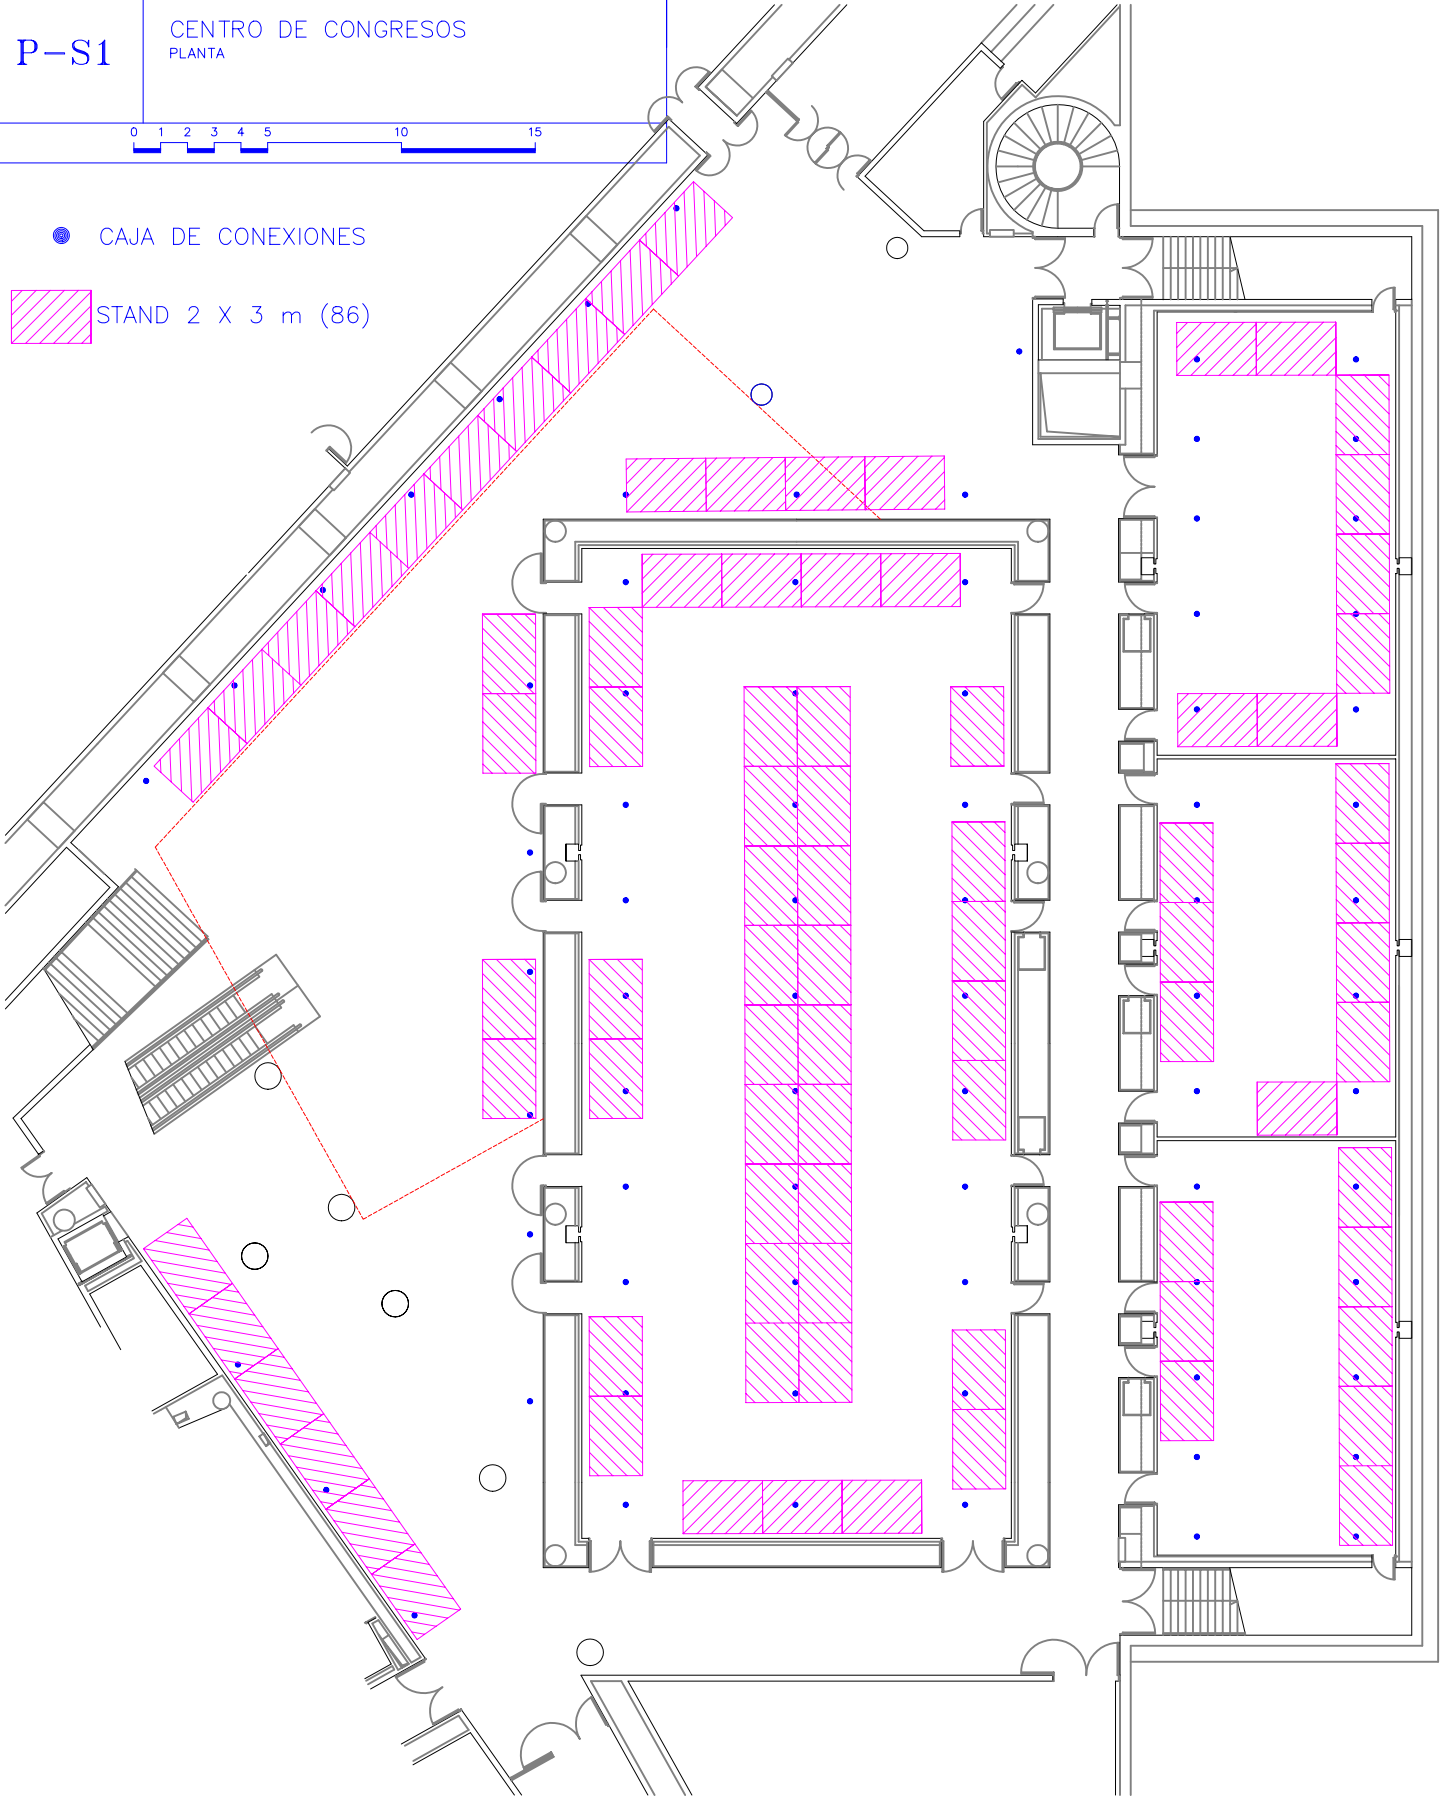 P-S1
CENTRO DE CONGRESOS
PLANTA
0 1 2 3 4 5 10 15
CAJA DE CONEXIONES
STAND 2 X 3 m (86)